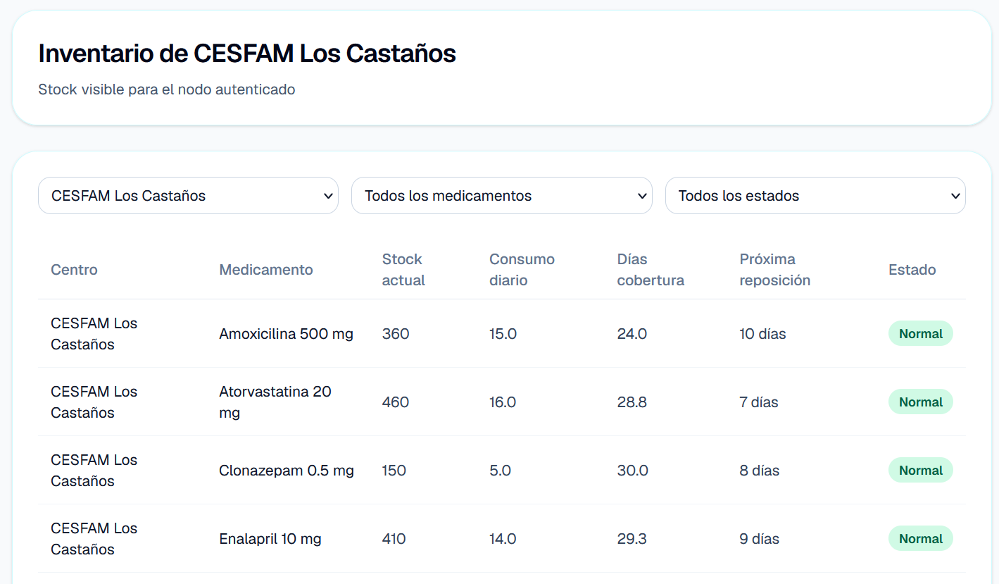 Inventario de CESFAM Los Castaños
Stock visible para el nodo autenticado
CESFAM Los Castaños
Todos los medicamentos
Todos los estados
Centro
Medicamento
Stock
actual
Consumo
diario
Días
cobertura
Próxima
reposición
Estado
CESFAM Los
Castaños
Amoxicilina 500 mg
360
15.0
24.0
10 días
Normal
CESFAM Los
Castaños
Atorvastatina 20
mg
460
16.0
28.8
7 días
Normal
CESFAM Los
Castaños
Clonazepam 0.5 mg
150
5.0
30.0
8 días
Normal
CESFAM Los
Castaños
Enalapril 10 mg
410
14.0
29.3
9 días
Normal